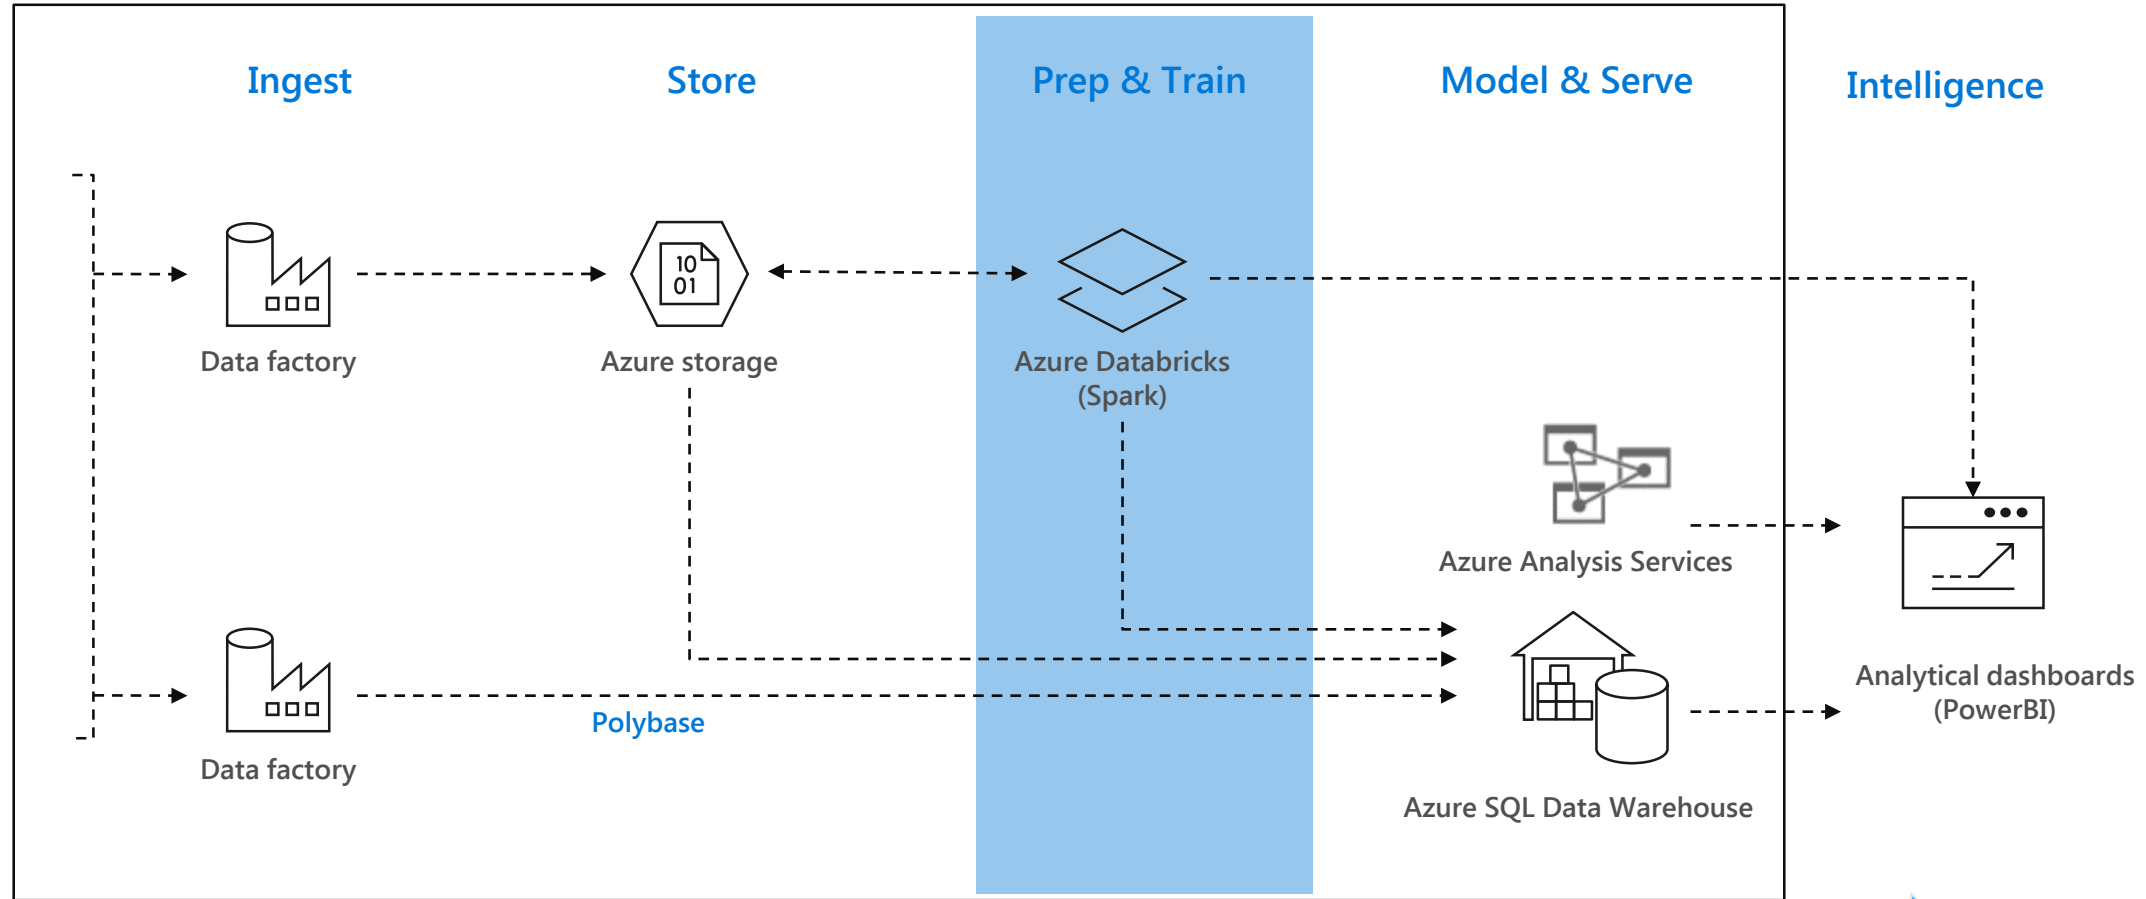 Ingest
Store
Prep & Train
Model & Serve
Intelligence
10
01
Data factory
Azure storage
Azure Databricks
(Spark)
Azure Analysis Services
Analytical dashboards
(PowerBI)
Polybase
Data factory
Azure SQL Data Warehouse